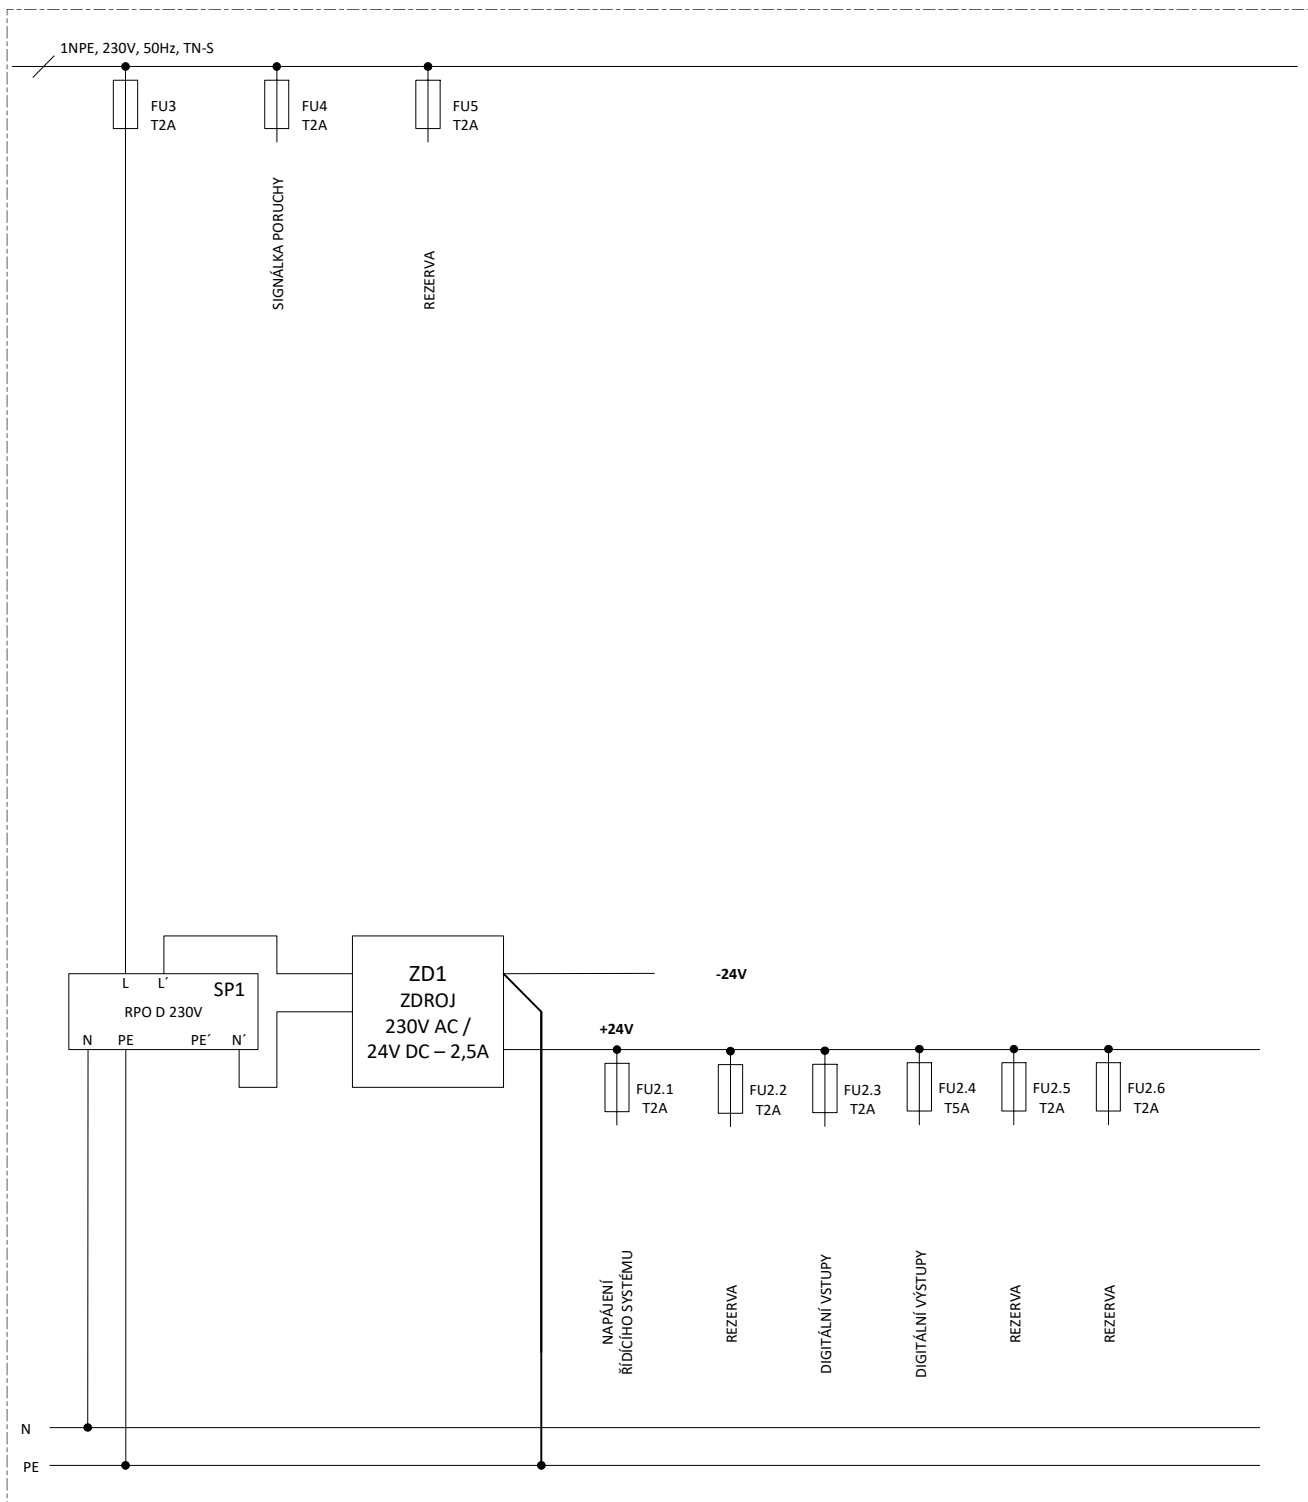 1NPE, 230V, 50Hz, TN-S
FU3
T2A
FU4
T2A
FU5
T2A
SIGNÁLKA PORUCHY
REZERVA
L
L´
SP1
RPO D 230V
N
PE
PE´
N´
ZD1
ZDROJ
230V AC /
24V DC – 2,5A
-24V
+24V
FU2.1
T2A
FU2.2
T2A
FU2.3
T2A
FU2.4
T5A
FU2.5
T2A
FU2.6
T2A
NAPÁJENÍ
ŘÍDÍCÍHO SYSTÉMU
REZERVA
DIGITÁLNÍ VSTUPY
DIGITÁLNÍ VÝSTUPY
REZERVA
REZERVA
N
PE